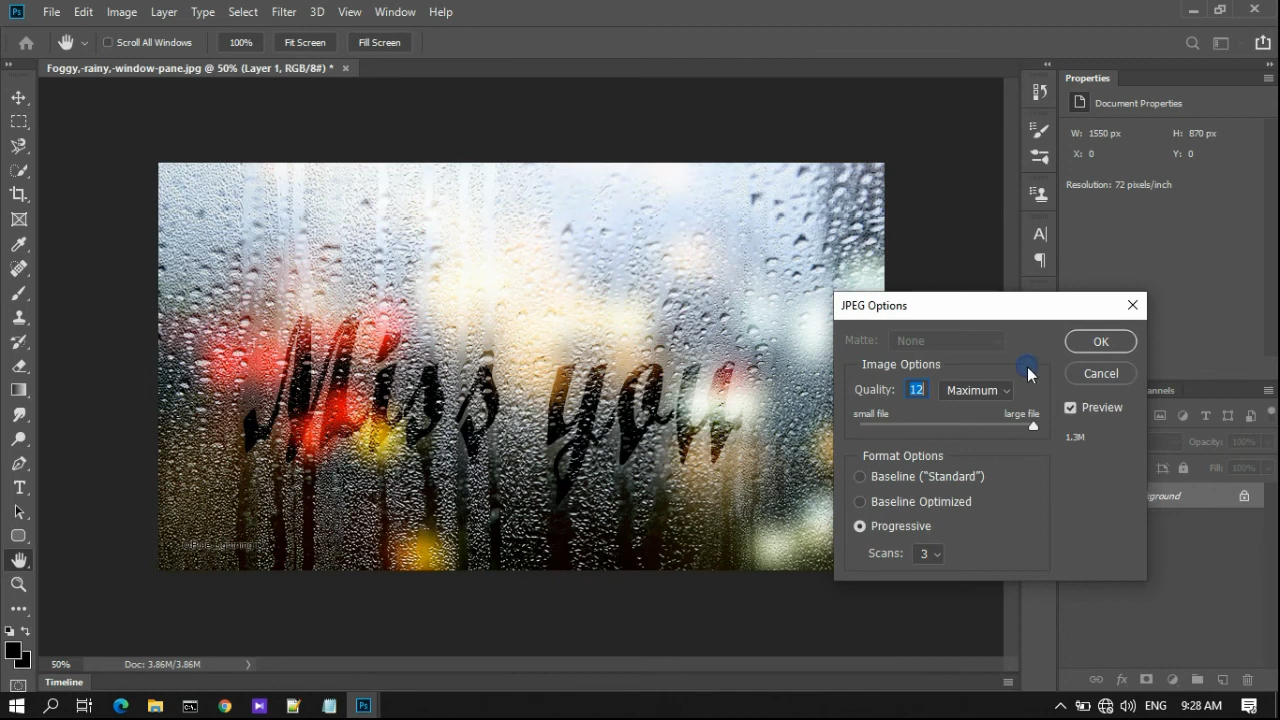 Ps File Edit Image Layer Type Select Filter 3D View Window Help
Scroll All Windows 100% Fit Screen Fill Screen
Foggy,-rainy,-window-pane.jpg @ 50% (Layer 1, RGB/8#) *
Properties
Document Properties
W: 1550 px H: 870 px
X: 0 Y: 0
Resolution: 72 pixels/inch
Miss you
JPEG Options
Matte: None
OK
Image Options
Cancel
Quality: 12 Maximum
small file large file
Preview
1.3M
Format Options
Baseline ("Standard")
Baseline Optimized
Progressive
Scans: 3
annels
Opacity: 100%
Fill: 100%
kground
50% Doc: 3.86M/3.86M
Timeline
Ps ENG 9:28 AM